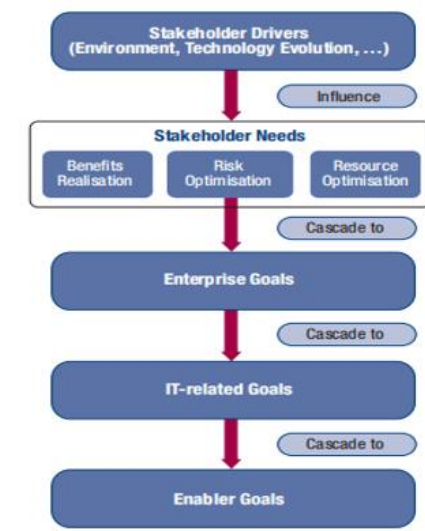 Stakeholder Drivers
(Environment, Technology Evolution, …)
Influence
Stakeholder Needs
Benefits
Realisation
Risk
Optimisation
Resource
Optimisation
Cascade to
Enterprise Goals
Cascade to
IT-related Goals
Cascade to
Enabler Goals